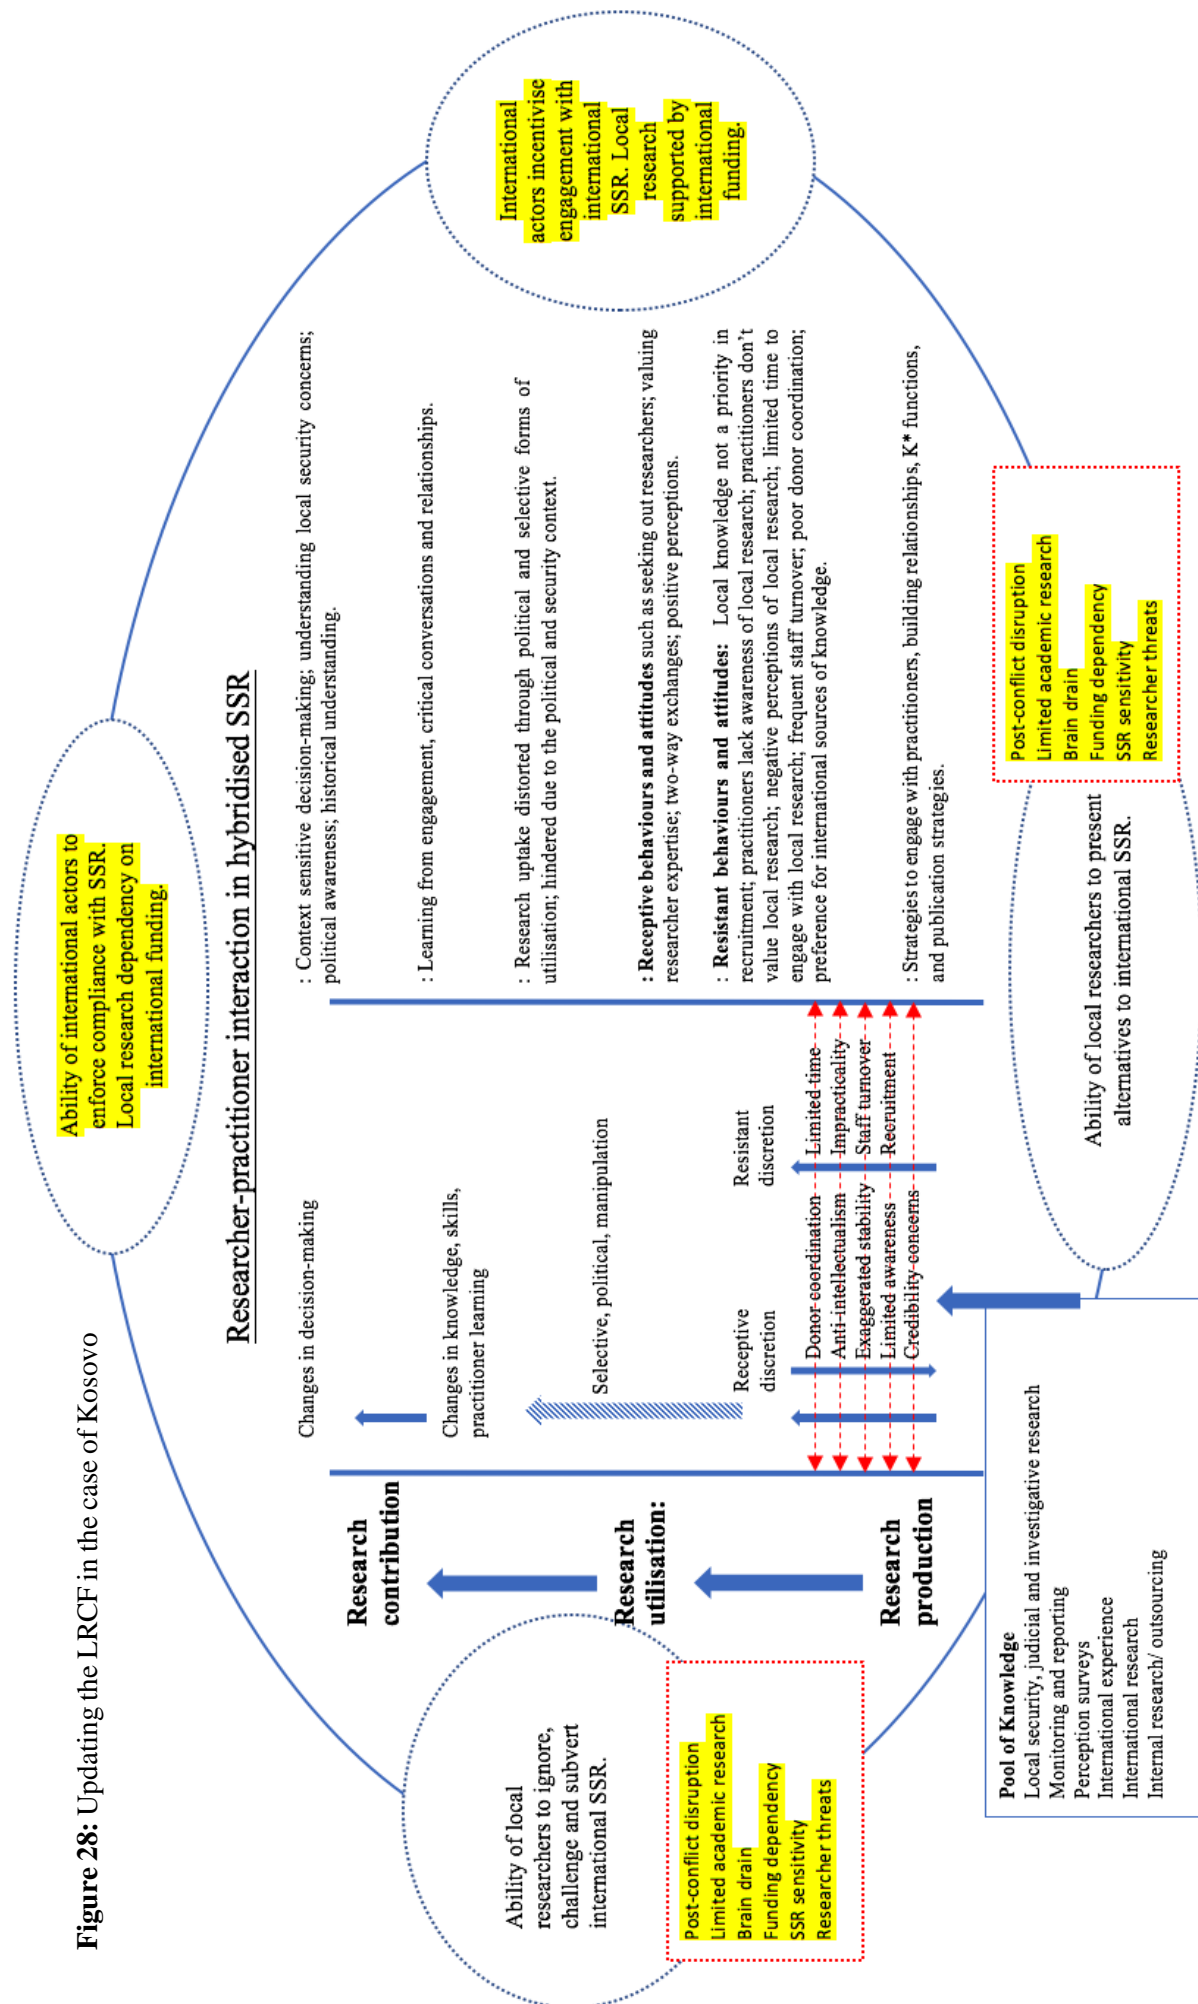 Figure 28: Updating the LRCF in the case of Kosovo
Ability of international actors to
enforce compliance with SSR.
Local research dependency on
international funding.
Researcher-practitioner interaction in hybridised SSR
Research
contribution
Changes in decision-making
: Context sensitive decision-making; understanding local security concerns;
political awareness; historical understanding.
Changes in knowledge, skills,
practitioner learning
: Learning from engagement, critical conversations and relationships.
Research
utilisation:
Selective, political, manipulation
: Research uptake distorted through political and selective forms of
utilisation; hindered due to the political and security context.
Receptive
discretion
Resistant
discretion
: Receptive behaviours and attitudes such as seeking out researchers; valuing
researcher expertise; two-way exchanges; positive perceptions.
: Resistant behaviours and attitudes: Local knowledge not a priority in
recruitment; practitioners lack awareness of local research; practitioners don't
value local research; negative perceptions of local research; limited time to
engage with local research; frequent staff turnover; poor donor coordination;
preference for international sources of knowledge.
Donor coordination Limited time
Anti-intellectualism Impracticality
Exaggerated stability Staff turnover
Limited awareness Recruitment
Credibility concerns
Research
production
: Strategies to engage with practitioners, building relationships, K* functions,
and publication strategies.
Ability of local
researchers to ignore,
challenge and subvert
international SSR.
Post-conflict disruption
Limited academic research
Brain drain
Funding dependency
SSR sensitivity
Researcher threats
International
actors incentivise
engagement with
international
SSR. Local
research
supported by
international
funding.
Pool of Knowledge
Local security, judicial and investigative research
Monitoring and reporting
Perception surveys
International experience
International research
Internal research/ outsourcing
Ability of local researchers to present
alternatives to international SSR.
Post-conflict disruption
Limited academic research
Brain drain
Funding dependency
SSR sensitivity
Researcher threats